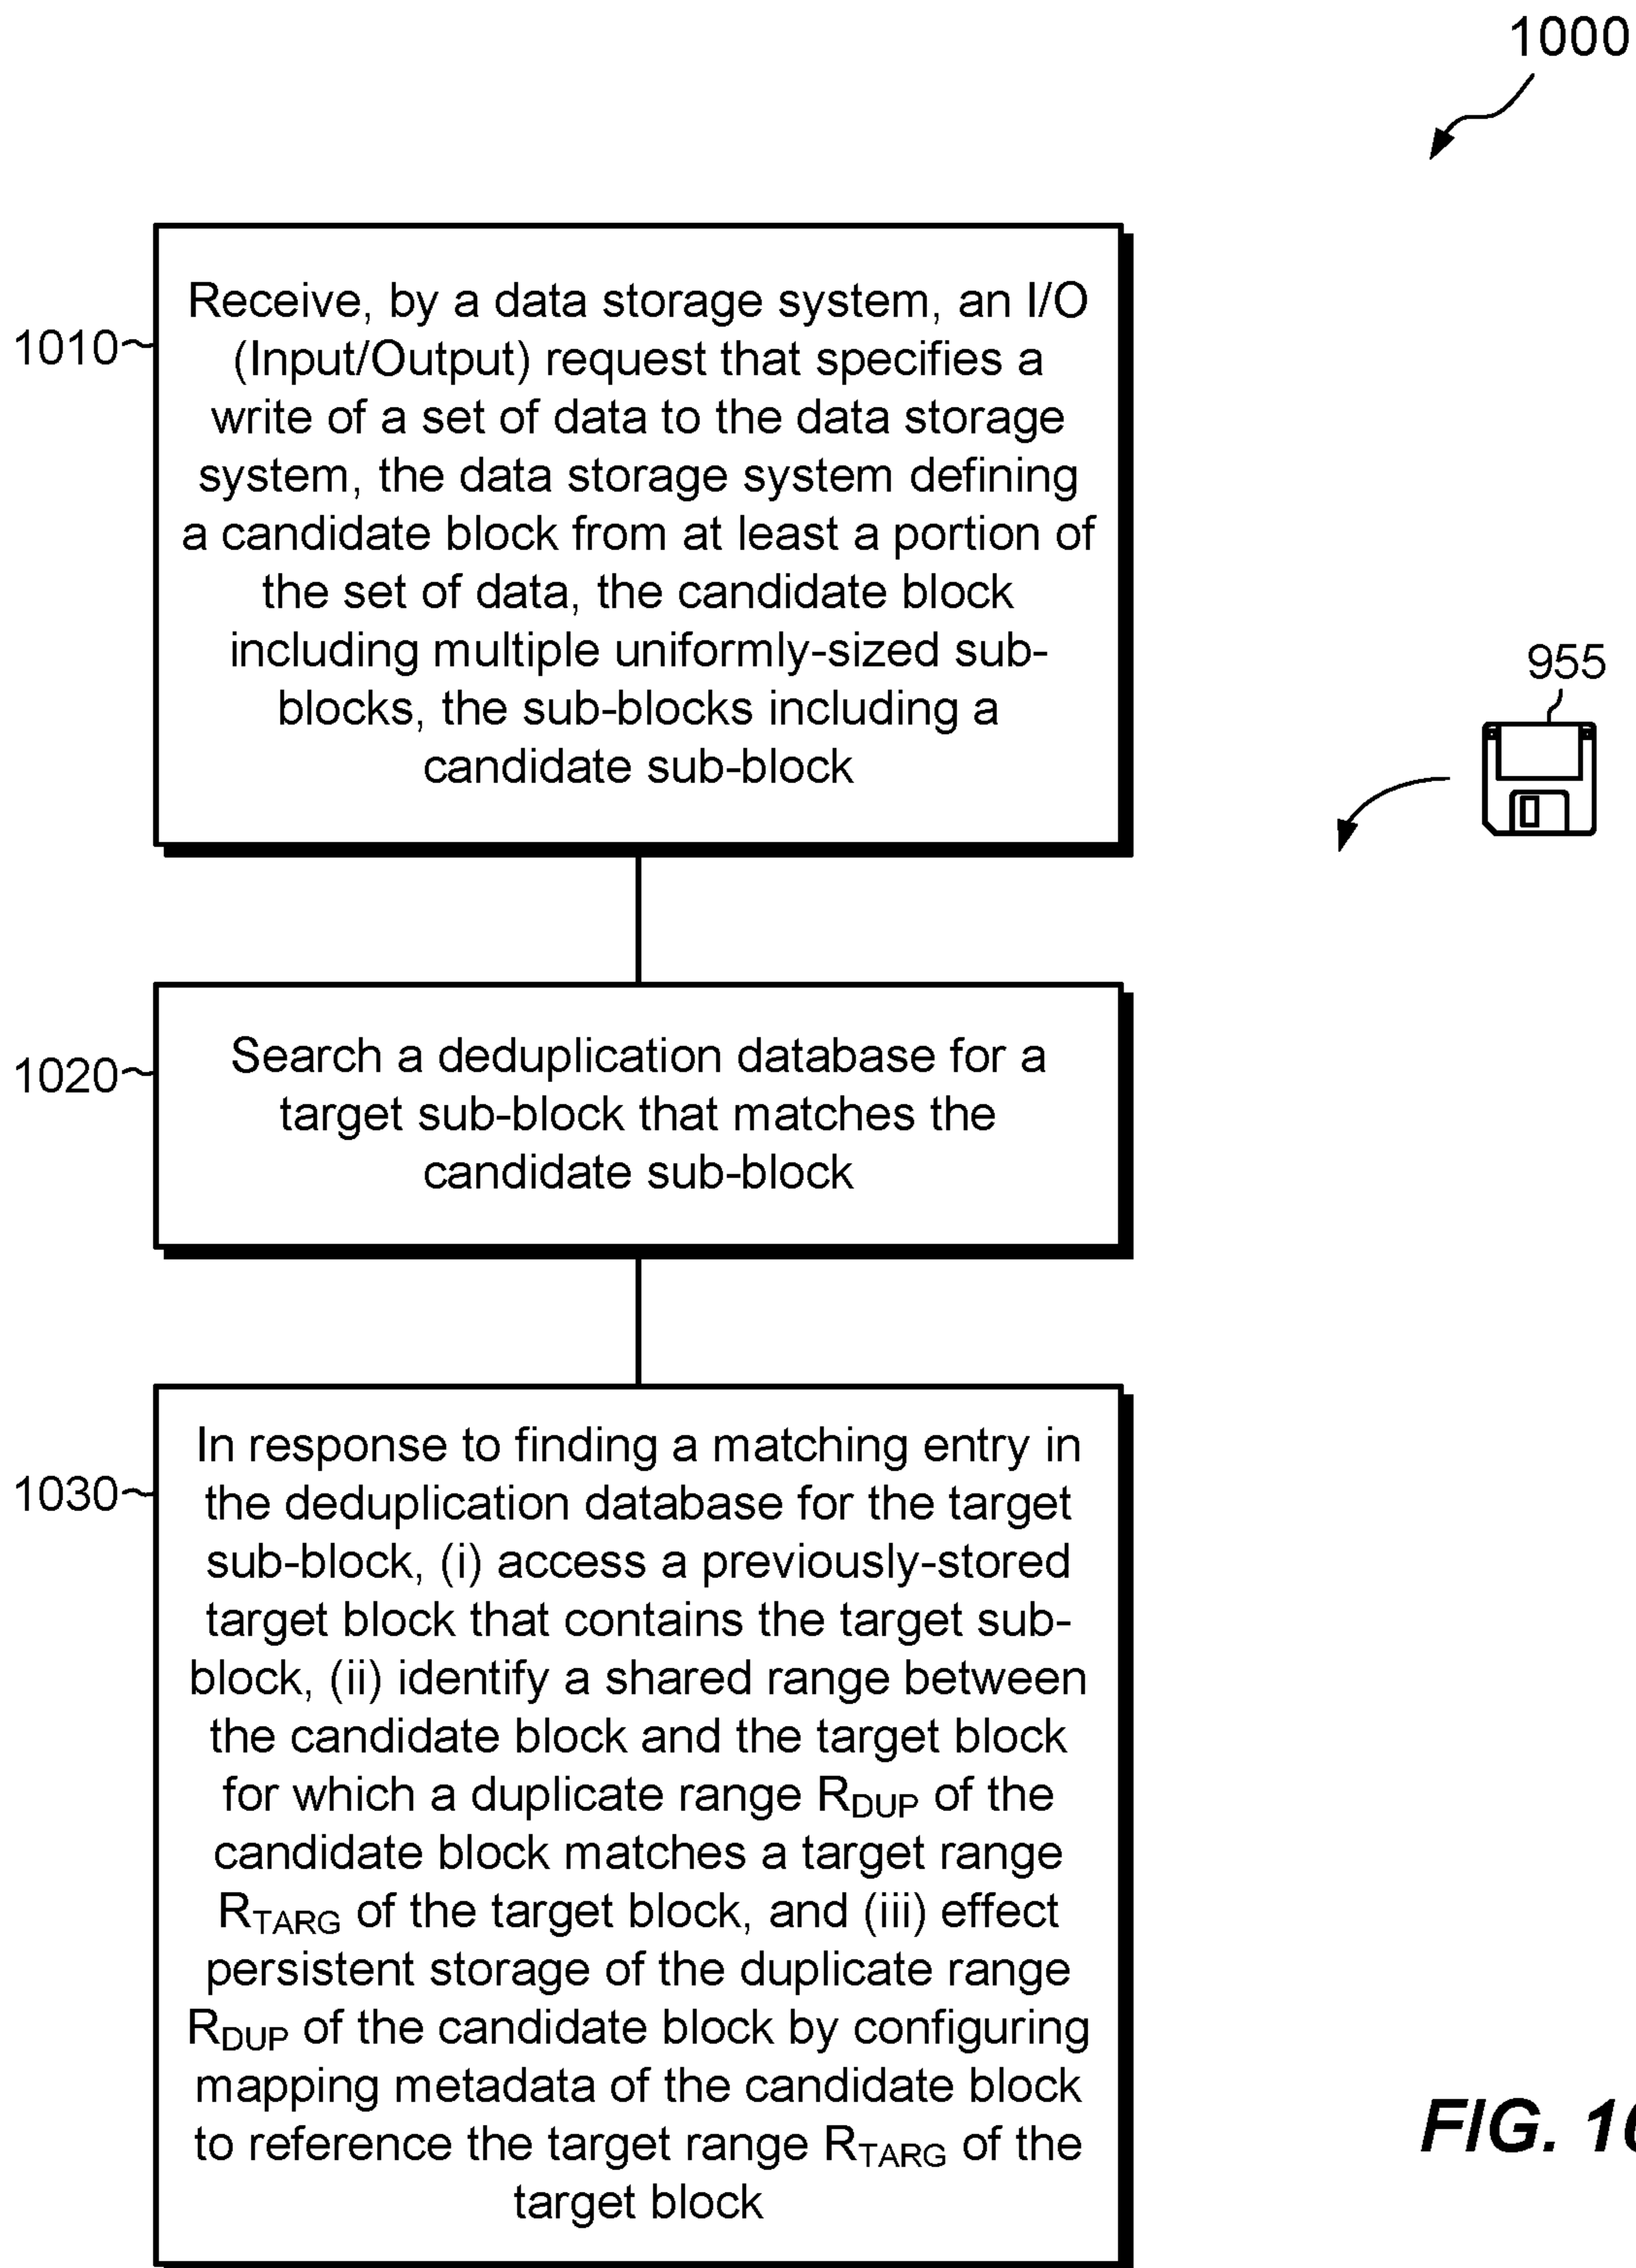 1000
1010
Receive, by a data storage system, an I/O
(Input/Output) request that specifies a
write of a set of data to the data storage
system, the data storage system defining
a candidate block from at least a portion of
the set of data, the candidate block
including multiple uniformly-sized sub-
blocks, the sub-blocks including a
candidate sub-block
955
1020
Search a deduplication database for a
target sub-block that matches the
candidate sub-block
1030
In response to finding a matching entry in
the deduplication database for the target
sub-block, (i) access a previously-stored
target block that contains the target sub-
block, (ii) identify a shared range between
the candidate block and the target block
for which a duplicate range RDUP of the
candidate block matches a target range
RTARG of the target block, and (iii) effect
persistent storage of the duplicate range
RDUP of the candidate block by configuring
mapping metadata of the candidate block
to reference the target range RTARG of the
target block
FIG. 10